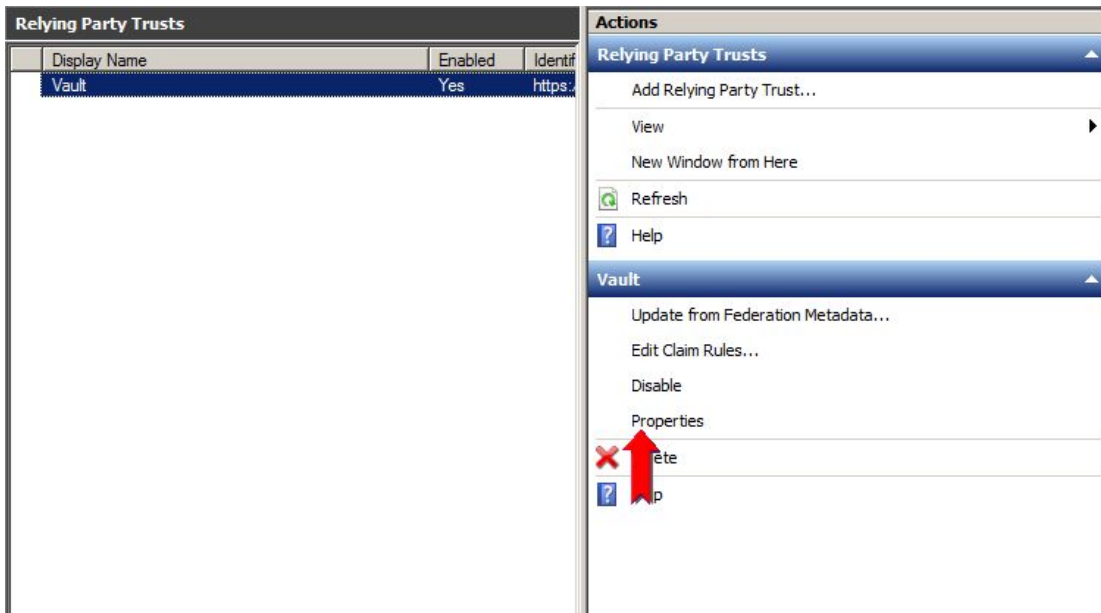 Relying Party Trusts
Display Name Enabled
Vault Yes https:/
Actions
Relying Party Trusts
Add Relying Party Trust...
View
New Window from Here
Refresh
Help
Vault
Update from Federation Metadata...
Edit Claim Rules...
Disable
Properties